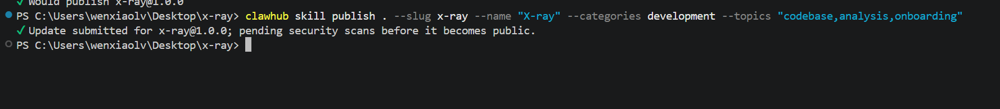 ✓ Would publish x-ray@1.0.0
PS C:\Users\wenxiaolv\Desktop\x-ray> clawhub skill publish . --slug x-ray --name "X-ray" --categories development --topics "codebase,analysis,onboarding"
✓ Update submitted for x-ray@1.0.0; pending security scans before it becomes public.
PS C:\Users\wenxiaolv\Desktop\x-ray>